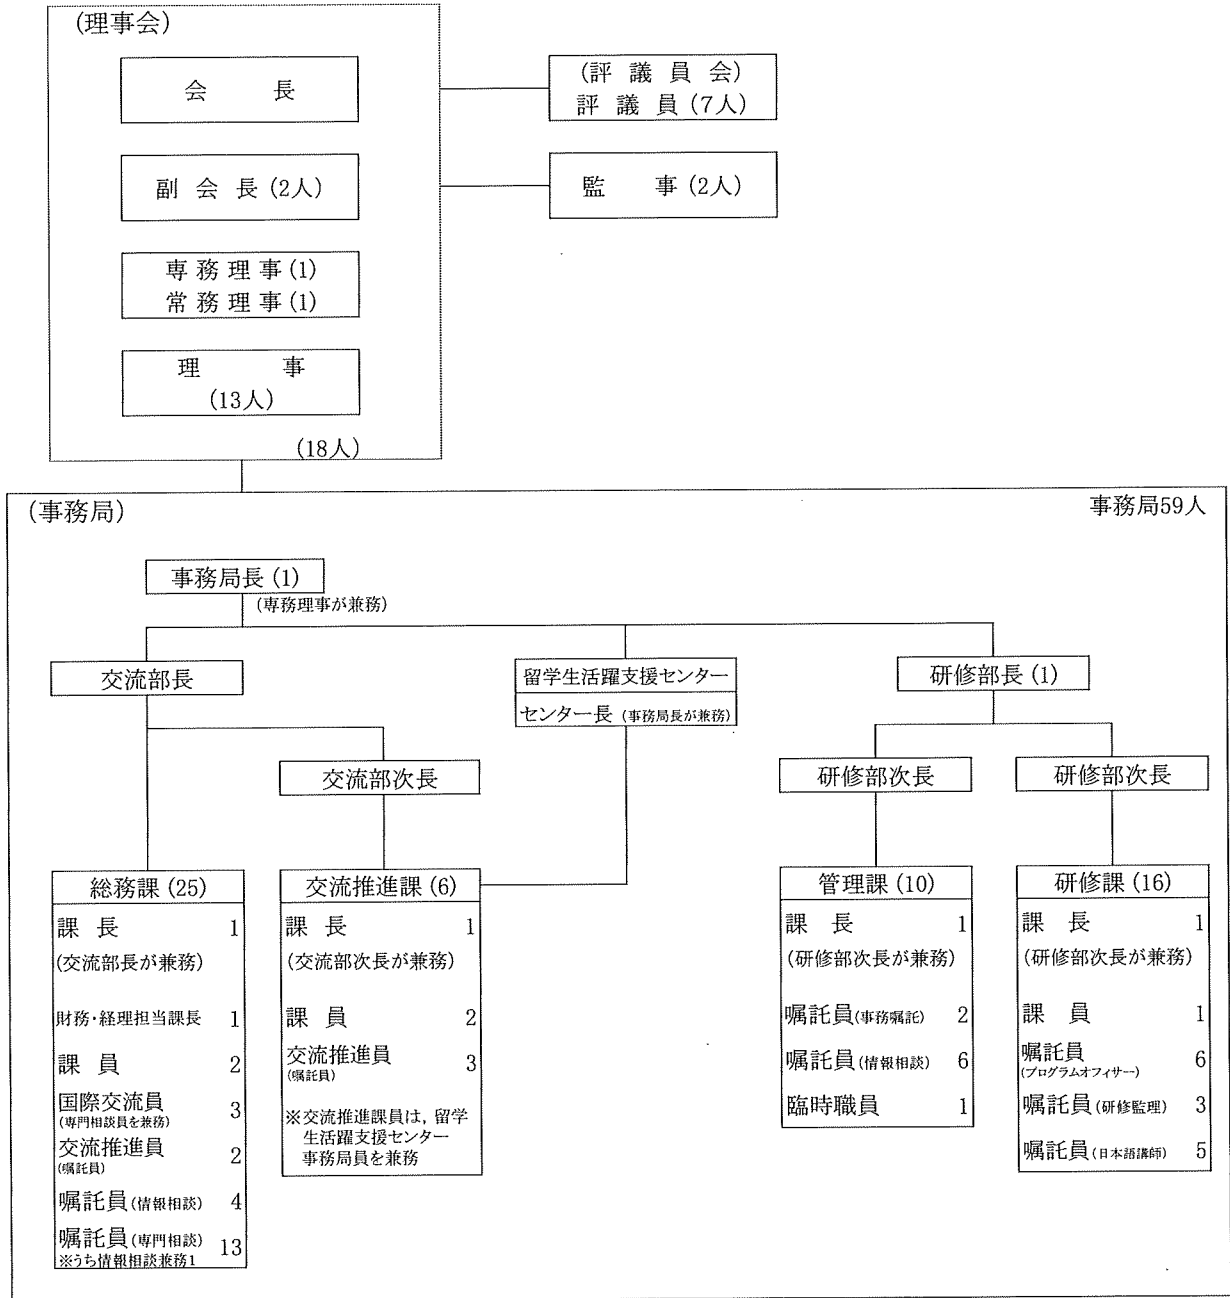 (理事会)
会 長
副 会 長 (2人)
専 務 理 事 (1)
常 務 理 事 (1)
理 事
(13人)
(18人)
(評 議 員 会)
評 議 員 (7人)
監 事 (2人)
(事務局)
事務局59人
事務局長 (1)
(専務理事が兼務)
交流部長
留学生活躍支援センター
センター長 (事務局長が兼務)
研修部長 (1)
交流部次長
研修部次長
研修部次長
総務課 (25)
課 長 1
(交流部長が兼務)
財務・経理担当課長 1
課 員 2
国際交流員 3
(専門相談員を兼務)
交流推進員 2
(嘱託員)
嘱託員 (情報相談) 4
嘱託員 (専門相談) 13
※うち情報相談兼務1
交流推進課 (6)
課 長 1
(交流部次長が兼務)
課 員 2
交流推進員 3
(嘱託員)
※交流推進課員は,留学
生活躍支援センター
事務局員を兼務
管理課 (10)
課 長 1
(研修部次長が兼務)
嘱託員 (事務嘱託) 2
嘱託員 (情報相談) 6
臨時職員 1
研修課 (16)
課 長 1
(研修部次長が兼務)
課 員 1
嘱託員 6
(プログラムオフィサー)
嘱託員 (研修監理) 3
嘱託員 (日本語講師) 5